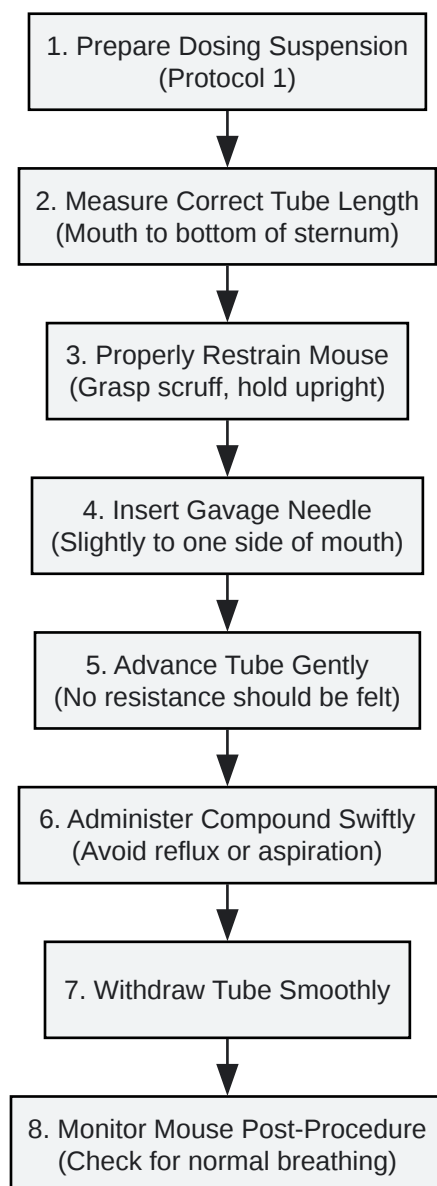 1. Prepare Dosing Suspension
(Protocol 1)
2. Measure Correct Tube Length
(Mouth to bottom of sternum)
3. Properly Restrain Mouse
(Grasp scruff, hold upright)
4. Insert Gavage Needle
(Slightly to one side of mouth)
5. Advance Tube Gently
(No resistance should be felt)
6. Administer Compound Swiftly
(Avoid reflux or aspiration)
7. Withdraw Tube Smoothly
8. Monitor Mouse Post-Procedure
(Check for normal breathing)